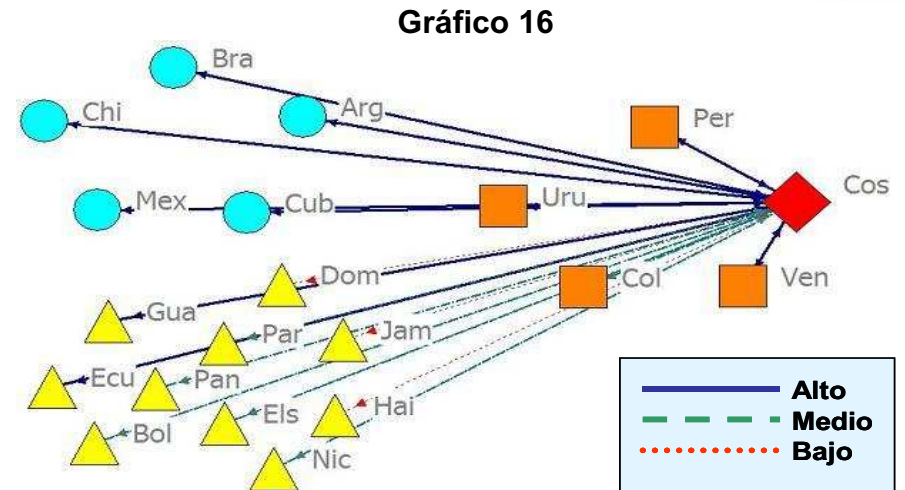 Gráfico 16
Bra
Chi
Arg
Per
Cos
Mex
Cub
Uru
Dom
Col
Ven
Gua
Par
Jam
Ecu
Pan
Els
Hai
Bol
Nic
Alto
Medio
Bajo